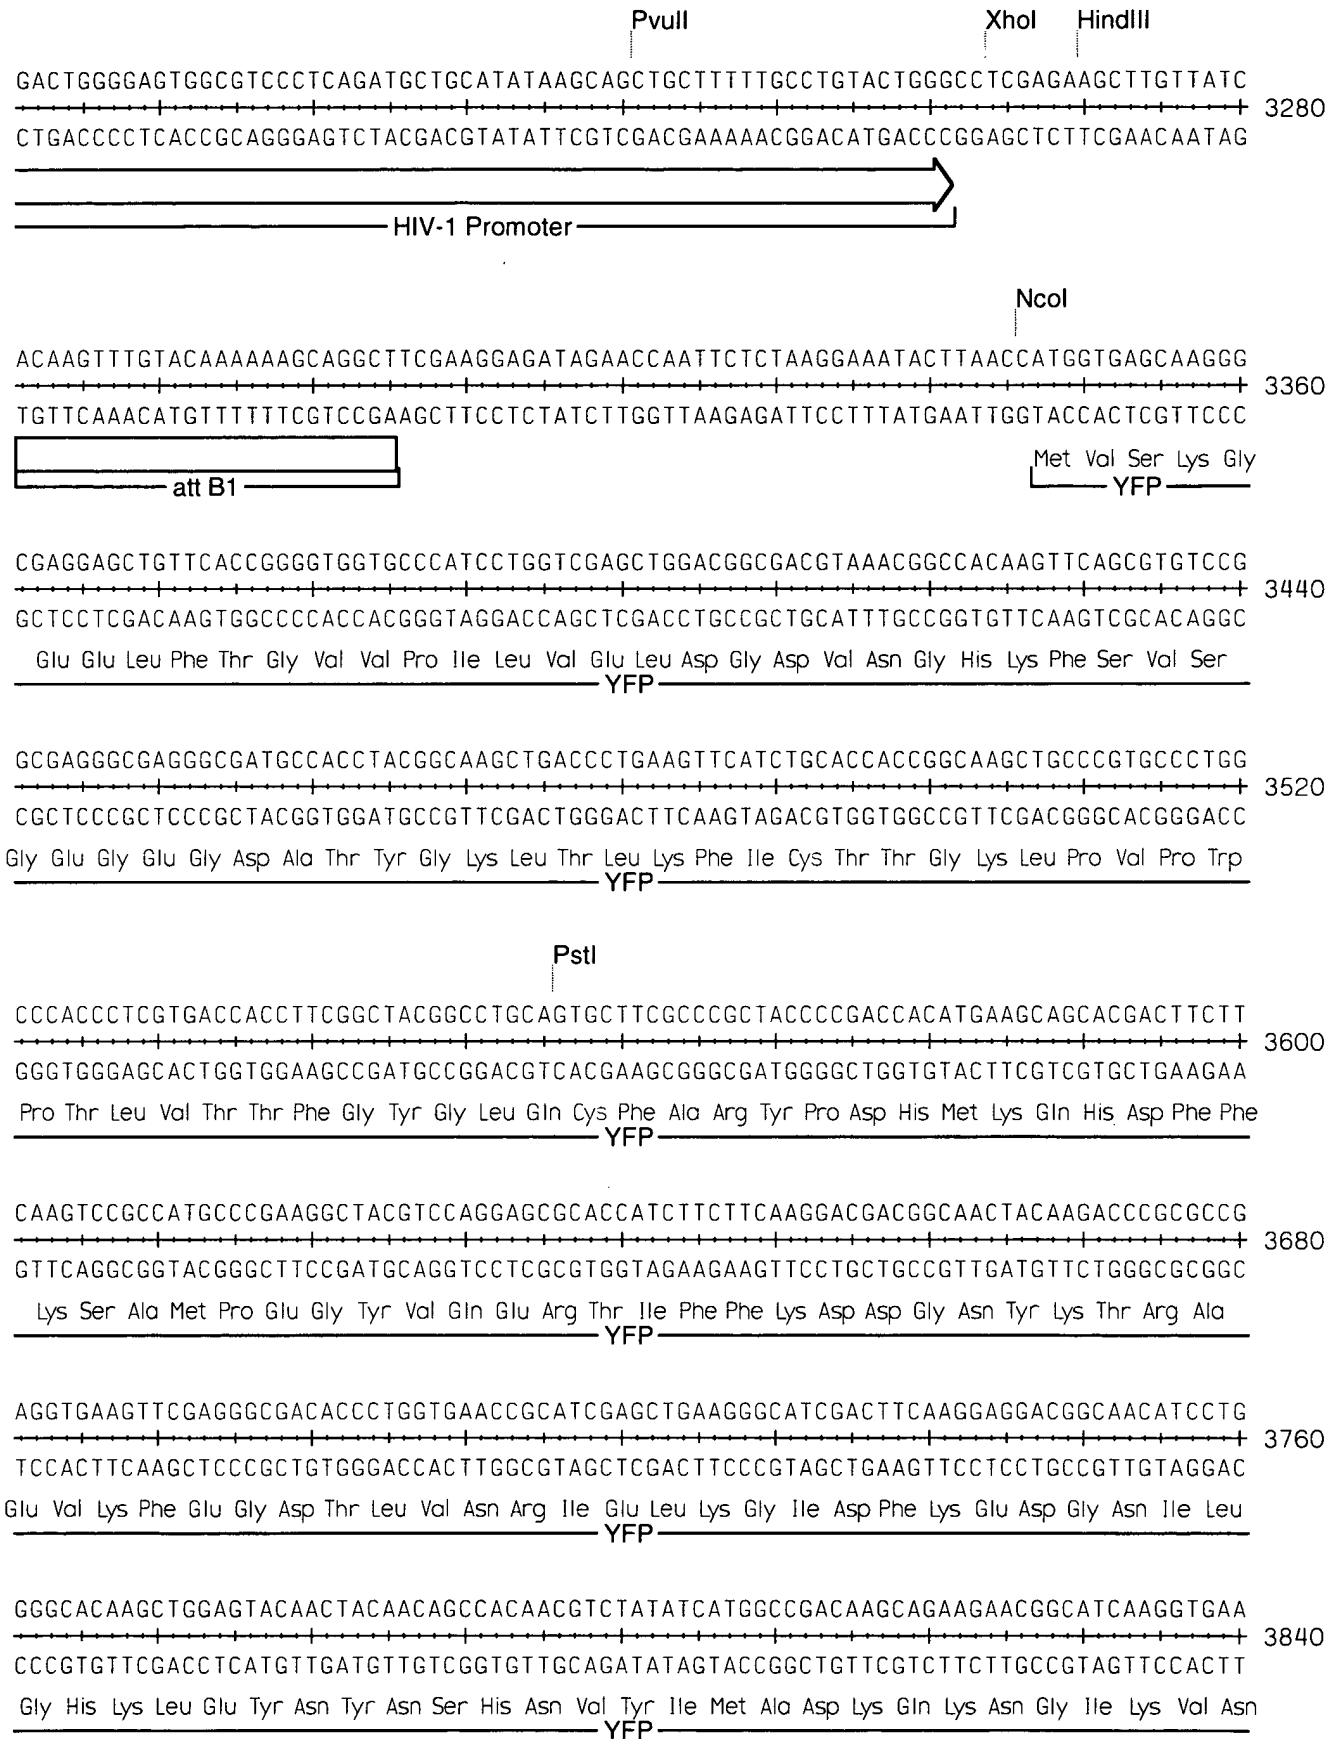 PvuII XhoI HindIII
GACTGGGGAGTGGCGTCCCTCAGATGCTGCATATAAGCAGCTGCTTTTTGCCTGTACTGGGCCTCGAGAAGCTTGTTATC
3280
CTGACCCCTCACCGCAGGGAGTCTACGACGTATATTCGTCGACGAAAAACGGACATGACCCGGAGCTCTTCGAACAATAG
HIV-1 Promoter
NcoI
ACAAGTTTGTACAAAAAAGCAGGCTTCGAAGGAGATAGAACCAATTCTCTAAGGAAATACTTAACCATGGTGAGCAAGGG
3360
TGTTCAAACATGTTTTTTCGTCCGAAGCTTCCTCTATCTTGGTTAAGAGATTCCTTTATGAATTGGTACCACTCGTTCCC
Met Val Ser Lys Gly
att B1 YFP
CGAGGAGCTGTTCACCGGGGTGGTGCCCATCCTGGTCGAGCTGGACGGCGACGTAAACGGCCACAAGTTCAGCGTGTCCG
3440
GCTCCTCGACAAGTGGCCCCACCACGGGTAGGACCAGCTCGACCTGCCGCTGCATTTGCCGGTGTTCAAGTCGCACAGGC
Glu Glu Leu Phe Thr Gly Val Val Pro Ile Leu Val Glu Leu Asp Gly Asp Val Asn Gly His Lys Phe Ser Val Ser
YFP
GCGAGGGCGAGGGCGATGCCACCTACGGCAAGCTGACCCTGAAGTTCATCTGCACCACCGGCAAGCTGCCCGTGCCCTGG
3520
CGCTCCCGCTCCCGCTACGGTGGATGCCGTTCGACTGGGACTTCAAGTAGACGTGGTGGCCGTTCGACGGGCACGGGACC
Gly Glu Gly Glu Gly Asp Ala Thr Tyr Gly Lys Leu Thr Leu Lys Phe Ile Cys Thr Thr Gly Lys Leu Pro Val Pro Trp
YFP
PstI
CCCACCCTCGTGACCACCTTCGGCTACGGCCTGCAGTGCTTCGCCCGCTACCCCGACCACATGAAGCAGCACGACTTCTT
3600
GGGTGGGAGCACTGGTGGAAGCCGATGCCGGACGTCACGAAGCGGGCGATGGGGCTGGTGTACTTCGTCGTGCTGAAGAA
Pro Thr Leu Val Thr Thr Phe Gly Tyr Gly Leu Gln Cys Phe Ala Arg Tyr Pro Asp His Met Lys Gln His Asp Phe Phe
YFP
CAAGTCCGCCATGCCCGAAGGCTACGTCCAGGAGCGCACCATCTTCTTCAAGGACGACGGCAACTACAAGACCCGCGCCG
3680
GTTCAGGCGGTACGGGCTTCCGATGCAGGTCCTCGCGTGGTAGAAGAAGTTCCTGCTGCCGTTGATGTTCTGGGCGCGGC
Lys Ser Ala Met Pro Glu Gly Tyr Val Gln Glu Arg Thr Ile Phe Phe Lys Asp Asp Gly Asn Tyr Lys Thr Arg Ala
YFP
AGGTGAAGTTCGAGGGCGACACCCTGGTGAACCGCATCGAGCTGAAGGGCATCGACTTCAAGGAGGACGGCAACATCCTG
3760
TCCACTTCAAGCTCCCGCTGTGGGACCACTTGGCGTAGCTCGACTTCCCGTAGCTGAAGTTCCTCCTGCCGTTGTAGGAC
Glu Val Lys Phe Glu Gly Asp Thr Leu Val Asn Arg Ile Glu Leu Lys Gly Ile Asp Phe Lys Glu Asp Gly Asn Ile Leu
YFP
GGGCACAAGCTGGAGTACAACTACAACAGCCACAACGTCTATATCATGGCCGACAAGCAGAAGAACGGCATCAAGGTGAA
3840
CCCGTGTTCGACCTCATGTTGATGTTGTCGGTGTTGCAGATATAGTACCGGCTGTTCGTCTTCTTGCCGTAGTTCCACTT
Gly His Lys Leu Glu Tyr Asn Tyr Asn Ser His Asn Val Tyr Ile Met Ala Asp Lys Gln Lys Asn Gly Ile Lys Val Asn
YFP